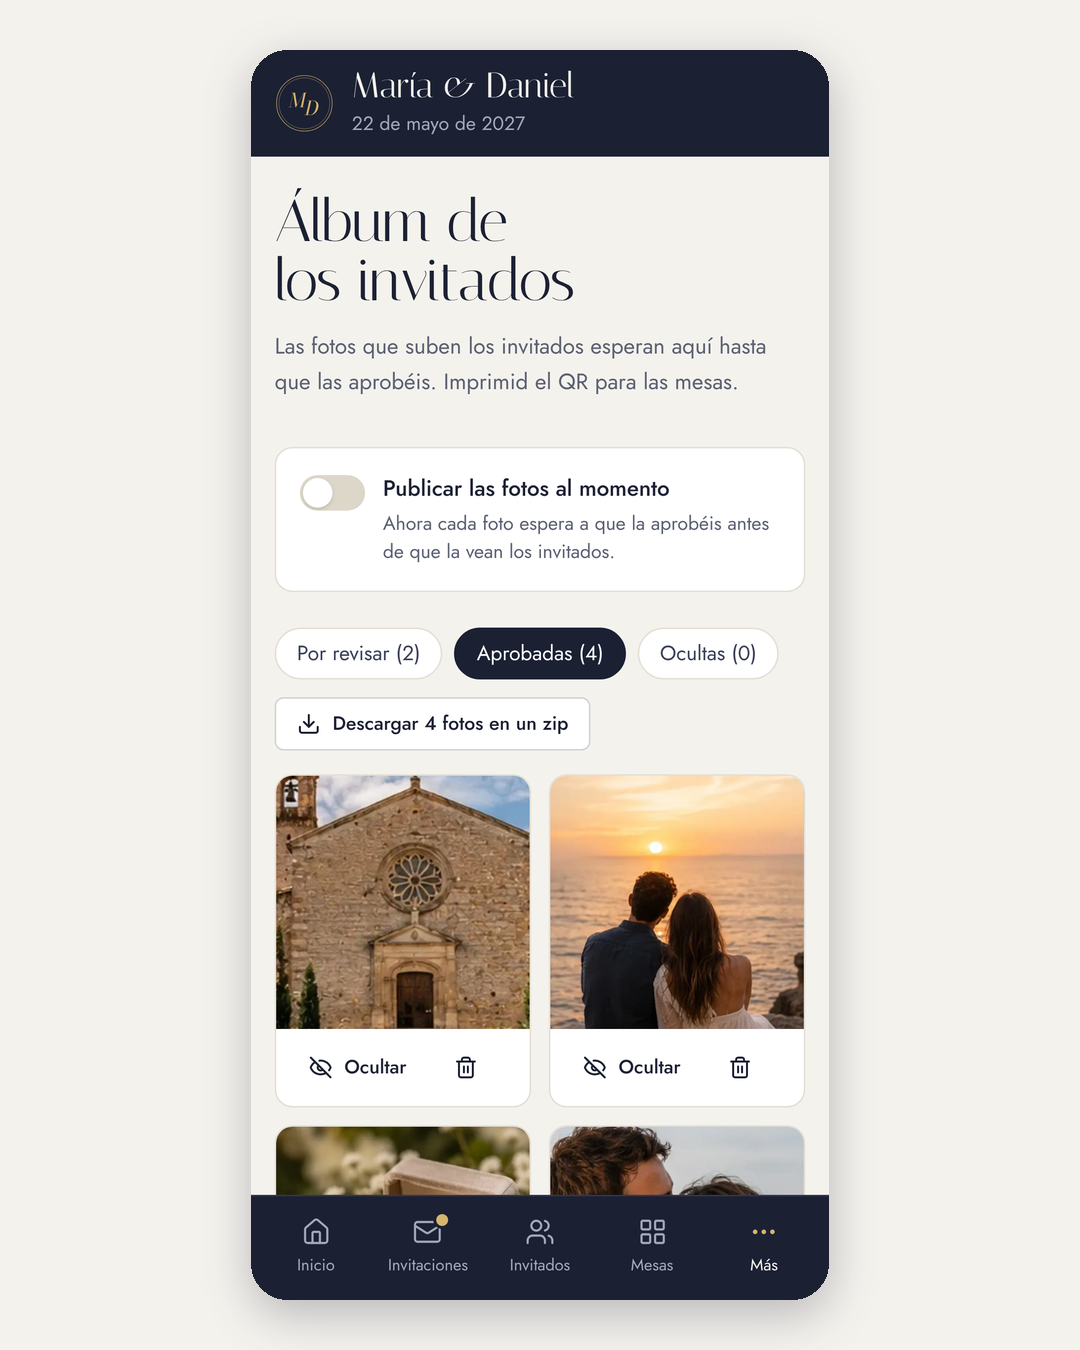 MD
María & Daniel
22 de mayo de 2027
Álbum de
los invitados
Las fotos que suben los invitados esperan aquí hasta
que las aprobéis. Imprimid el QR para las mesas.
Publicar las fotos al momento
Ahora cada foto espera a que la aprobéis antes
de que la vean los invitados.
Por revisar (2) Aprobadas (4) Ocultas (0)
Descargar 4 fotos en un zip
Ocultar Ocultar
Inicio Invitaciones Invitados Mesas Más